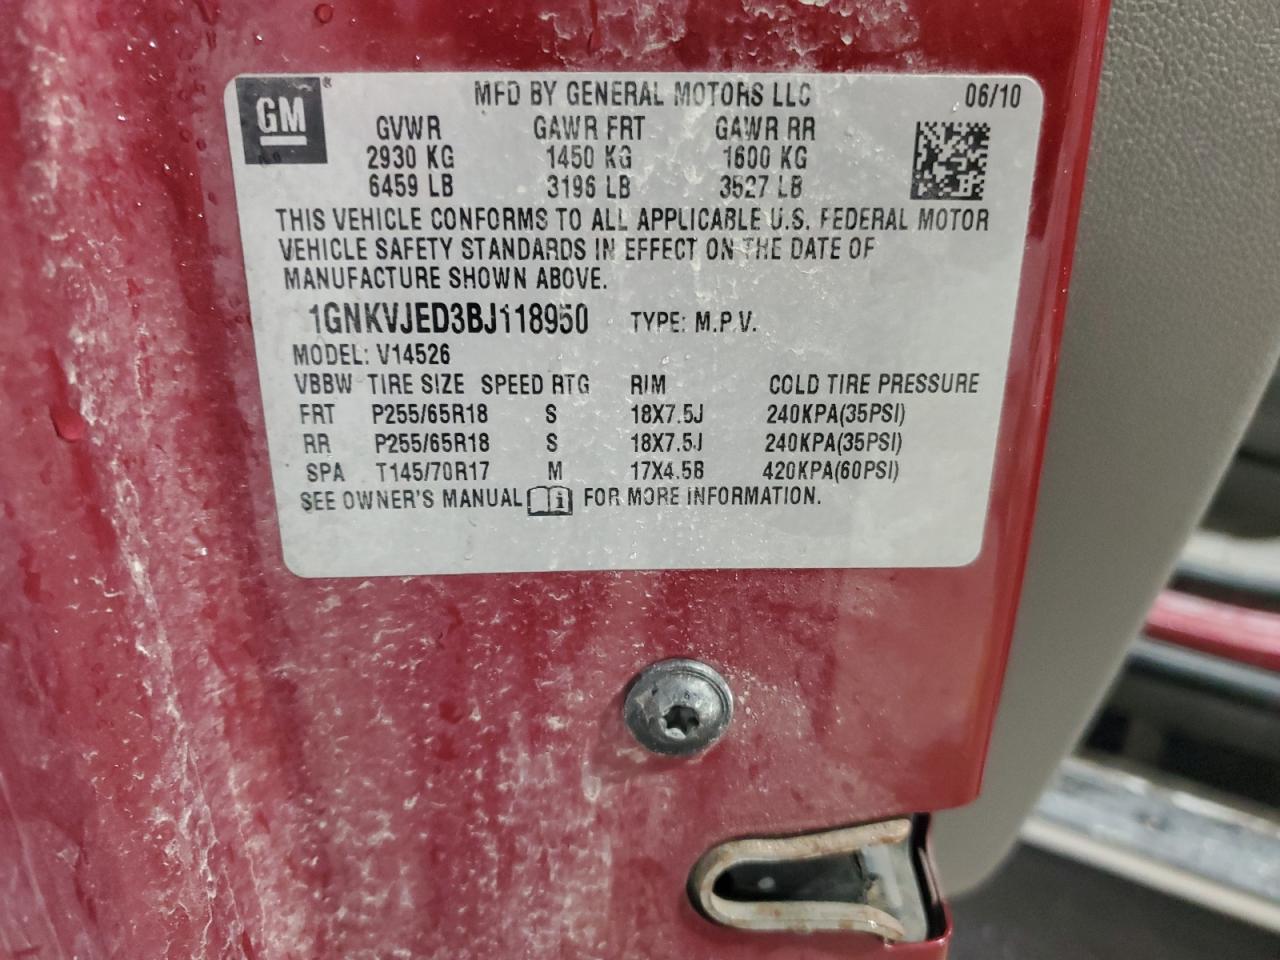 GM ® MFD BY GENERAL MOTORS LLC 06/10
GVWR GAWR FRT GAWR RR
2930 KG 1450 KG 1600 KG
6459 LB 3196 LB 3527 LB
THIS VEHICLE CONFORMS TO ALL APPLICABLE U.S. FEDERAL MOTOR
VEHICLE SAFETY STANDARDS IN EFFECT ON THE DATE OF
MANUFACTURE SHOWN ABOVE.
1GNKVJED3BJ118950 TYPE: M.P.V.
MODEL: V14526
VBBW TIRE SIZE SPEED RTG RIM COLD TIRE PRESSURE
FRT P255/65R18 S 18X7.5J 240KPA(35PSI)
RR P255/65R18 S 18X7.5J 240KPA(35PSI)
SPA T145/70R17 M 17X4.5B 420KPA(60PSI)
SEE OWNER'S MANUAL i FOR MORE INFORMATION.